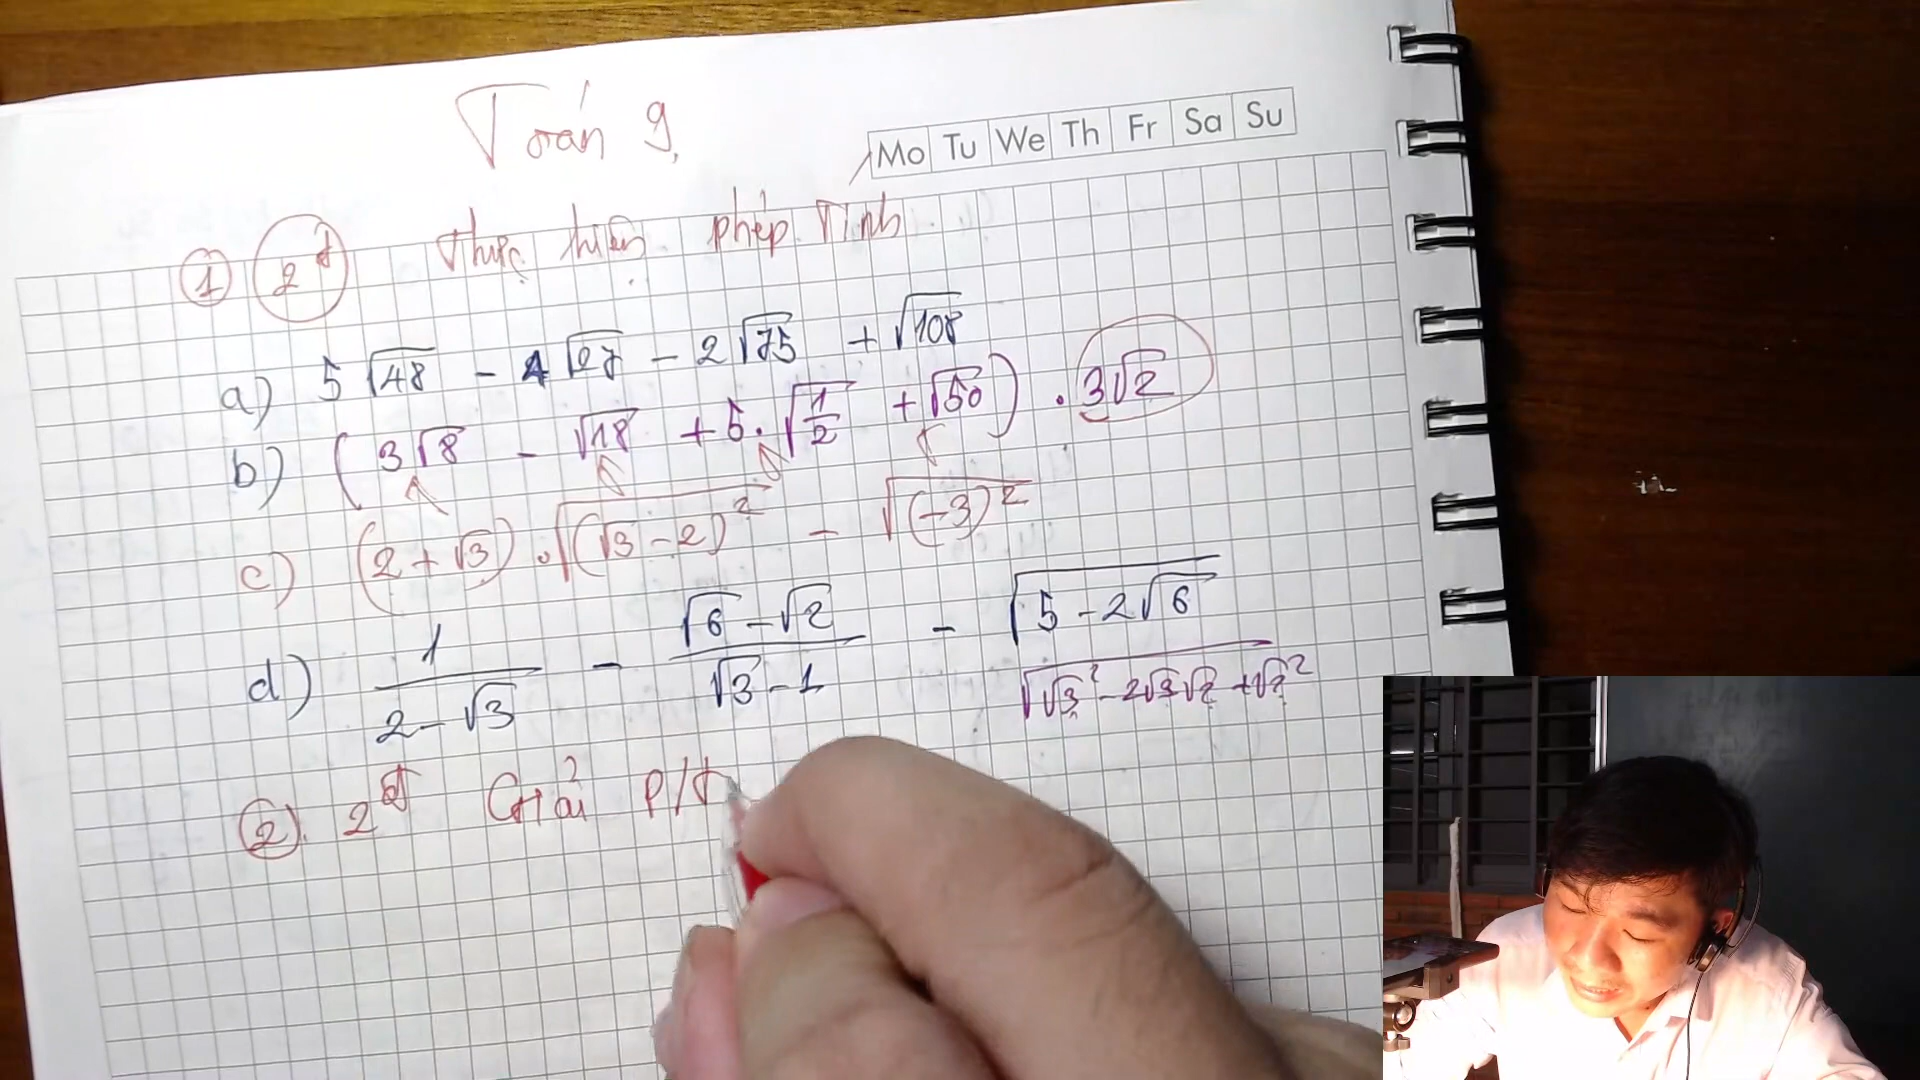 Toán 9.
Mo Tu We Th Fr Sa Su
① 2đ Thực hiện phép tính
a) 5√48 - 4√27 - 2√75 + √108
b) (3√8 - √18 + 5.√(1/2) + √50) . 3√2
c) (2+√3).√((√3-2)²) - √((-3)²)
d) 1/(2-√3) - (√6-√2)/(√3-1) - √(5-2√6)
√(√3²-2√3√2+√2²)
②. 2đ Giải p/t